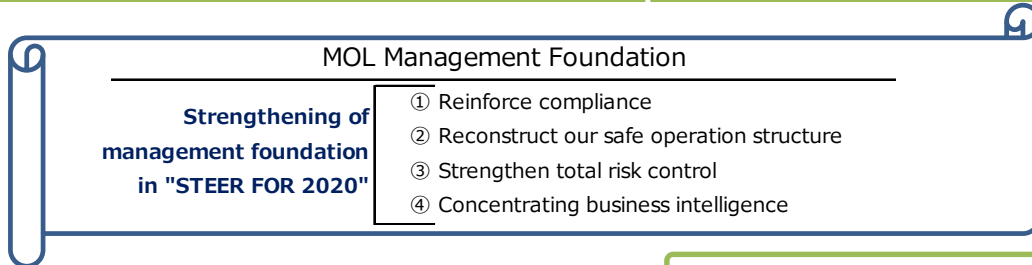 MOL Management Foundation
Strengthening of
management foundation
in "STEER FOR 2020"
① Reinforce compliance
② Reconstruct our safe operation structure
③ Strengthen total risk control
④ Concentrating business intelligence